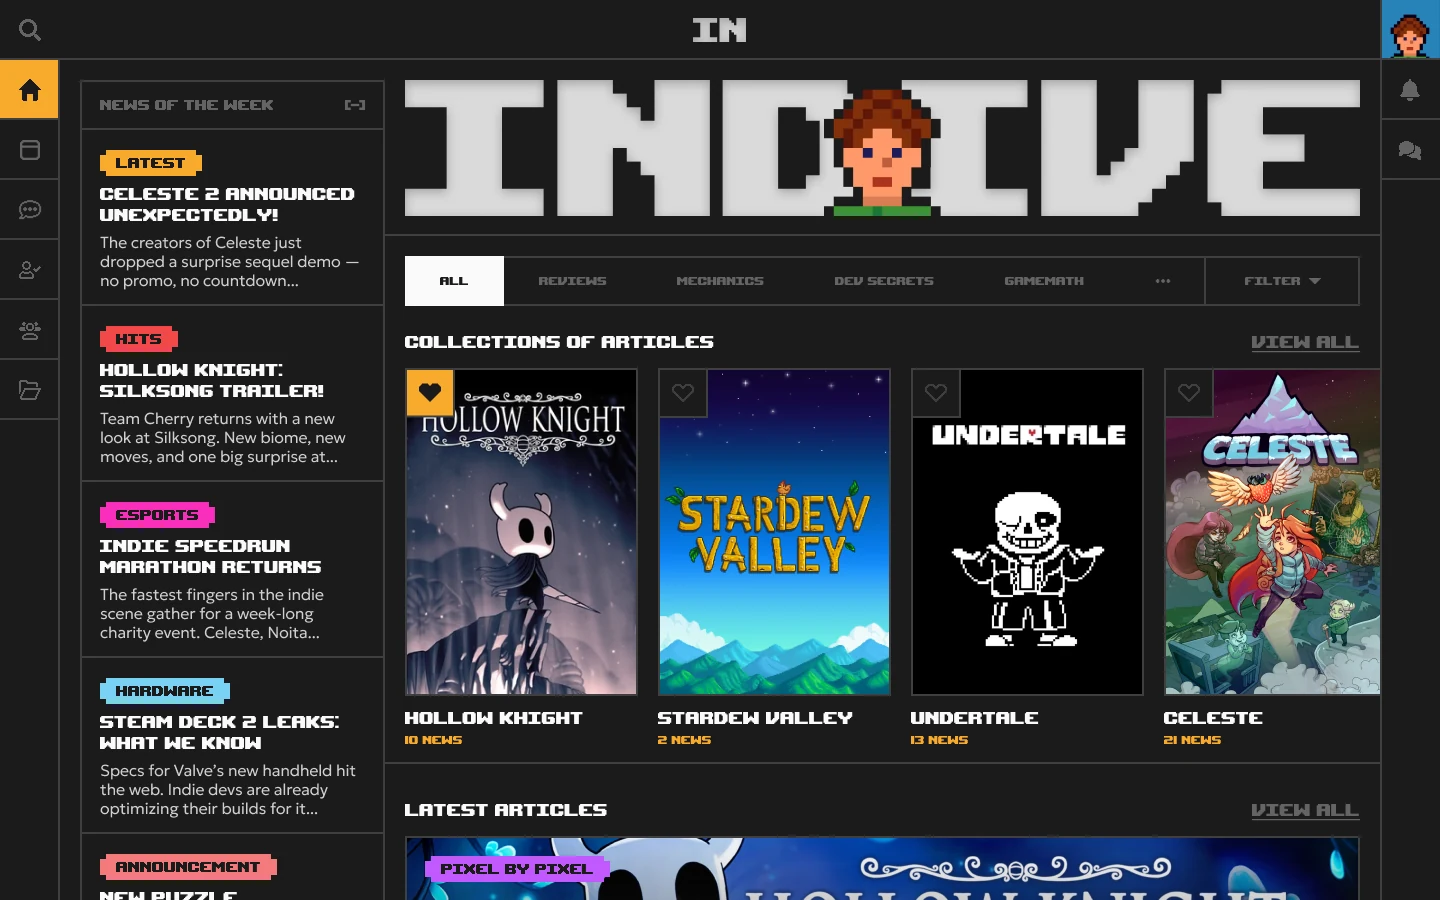 IN
NEWS OF THE WEEK [-]
LATEST
CELESTE 2 ANNOUNCED
UNEXPECTEDLY!
The creators of Celeste just
dropped a surprise sequel demo —
no promo, no countdown...
HITS
HOLLOW KNIGHT:
SILKSONG TRAILER!
Team Cherry returns with a new
look at Silksong. New biome, new
moves, and one big surprise at...
ESPORTS
INDIE SPEEDRUN
MARATHON RETURNS
The fastest fingers in the indie
scene gather for a week-long
charity event. Celeste, Noita...
HARDWARE
STEAM DECK 2 LEAKS:
WHAT WE KNOW
Specs for Valve’s new handheld hit
the web. Indie devs are already
optimizing their builds for it...
ANNOUNCEMENT
NEW PUZZLE
INDIVE
ALL REVIEWS MECHANICS DEV SECRETS GAMEMATH ... FILTER
COLLECTIONS OF ARTICLES VIEW ALL
HOLLOW KNIGHT
STARDEW
VALLEY
UNDERTALE
CELESTE
HOLLOW KHIGHT
10 NEWS
STARDEW VALLEY
2 NEWS
UNDERTALE
13 NEWS
CELESTE
21 NEWS
LATEST ARTICLES VIEW ALL
PIXEL BY PIXEL
HOLLOW KNIGHT